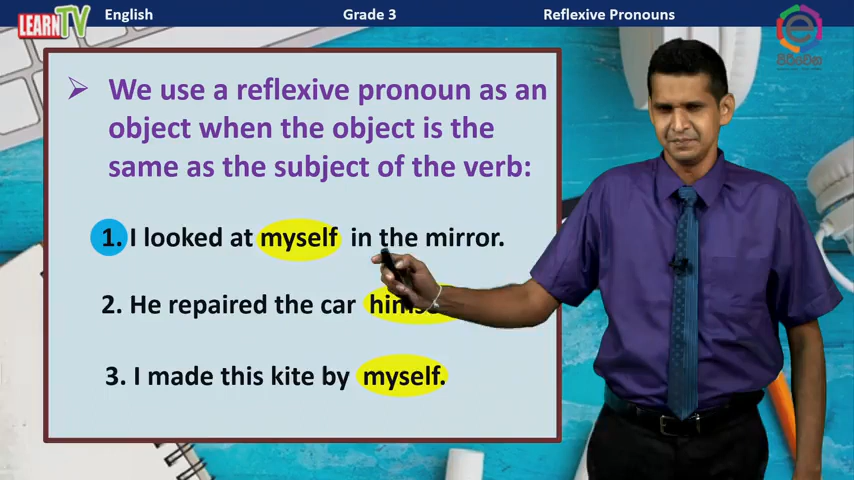 LEARN TV
English
Grade 3
Reflexive Pronouns
පිරිවෙන
➢ We use a reflexive pronoun as an
object when the object is the
same as the subject of the verb:
1. I looked at myself in the mirror.
2. He repaired the car
3. I made this kite by myself.